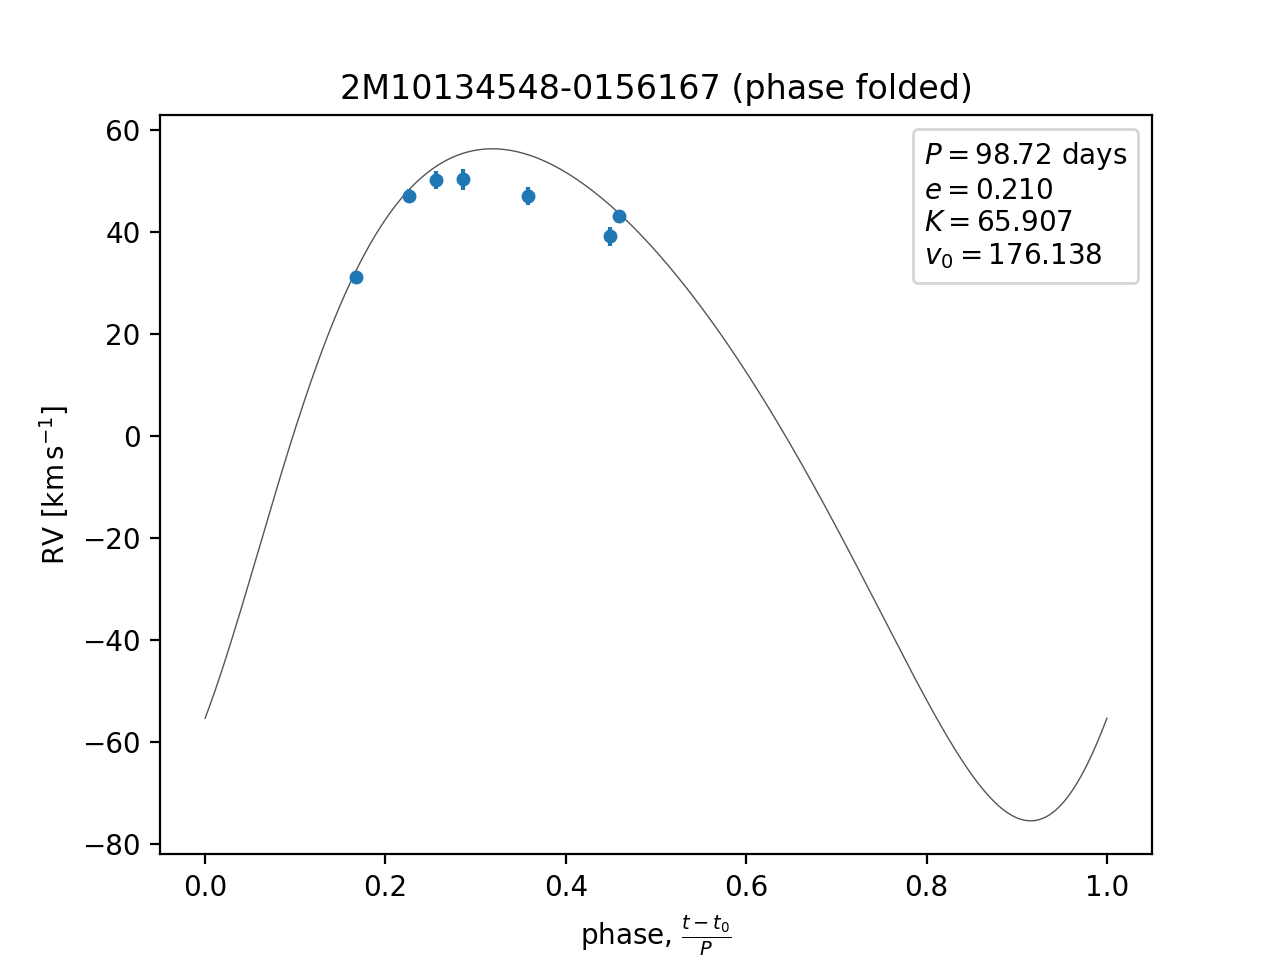 2M10134548-0156167 (phase folded)
P = 98.72 days
e = 0.210
K = 65.907
v₀ = 176.138
60
40
20
0
−20
−40
−60
−80
RV [km s⁻¹]
0.0 0.2 0.4 0.6 0.8 1.0
phase, (t − t₀)/P